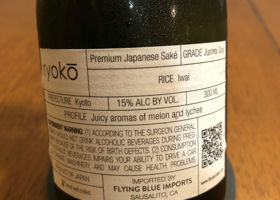 ryokō
Premium Japanese Saké GRADE Junmai
RICE Iwai
PREFECTURE Kyoto 15% ALC BY VOL. 300 ML
PROFILE Juicy aromas of melon and lychee
GOVERNMENT WARNING: (1) ACCORDING TO THE SURGEON GENERAL,
SHOULD NOT DRINK ALCOHOLIC BEVERAGES DURING PREG-
BECAUSE OF THE RISK OF BIRTH DEFECTS. (2) CONSUMPTION
BEVERAGES IMPAIRS YOUR ABILITY TO DRIVE A CAR
MACHINERY, AND MAY CAUSE HEALTH PROBLEMS.
OF JAPAN
IMPORTED BY
FLYING BLUE IMPORTS
SAUSALITO, CA